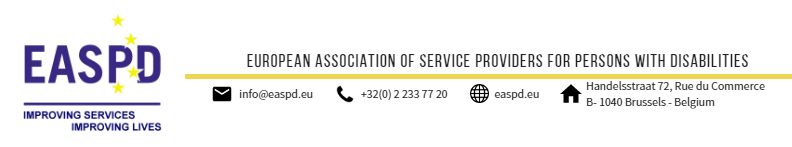 EASPD
IMPROVING SERVICES
IMPROVING LIVES
EUROPEAN ASSOCIATION OF SERVICE PROVIDERS FOR PERSONS WITH DISABILITIES
info@easpd.eu
+32(0) 2 233 77 20
easpd.eu
Handelsstraat 72, Rue du Commerce
B- 1040 Brussels - Belgium